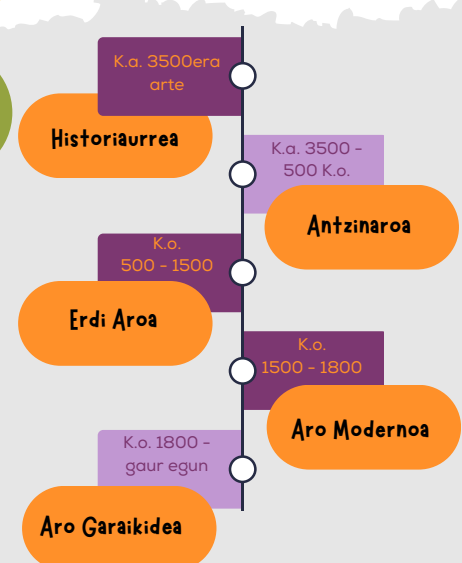 K.a. 3500era
arte
Historiaurrea
K.a. 3500 -
500 K.o.
Antzinaroa
K.o.
500 - 1500
Erdi Aroa
K.o.
1500 - 1800
Aro Modernoa
K.o. 1800 -
gaur egun
Aro Garaikidea